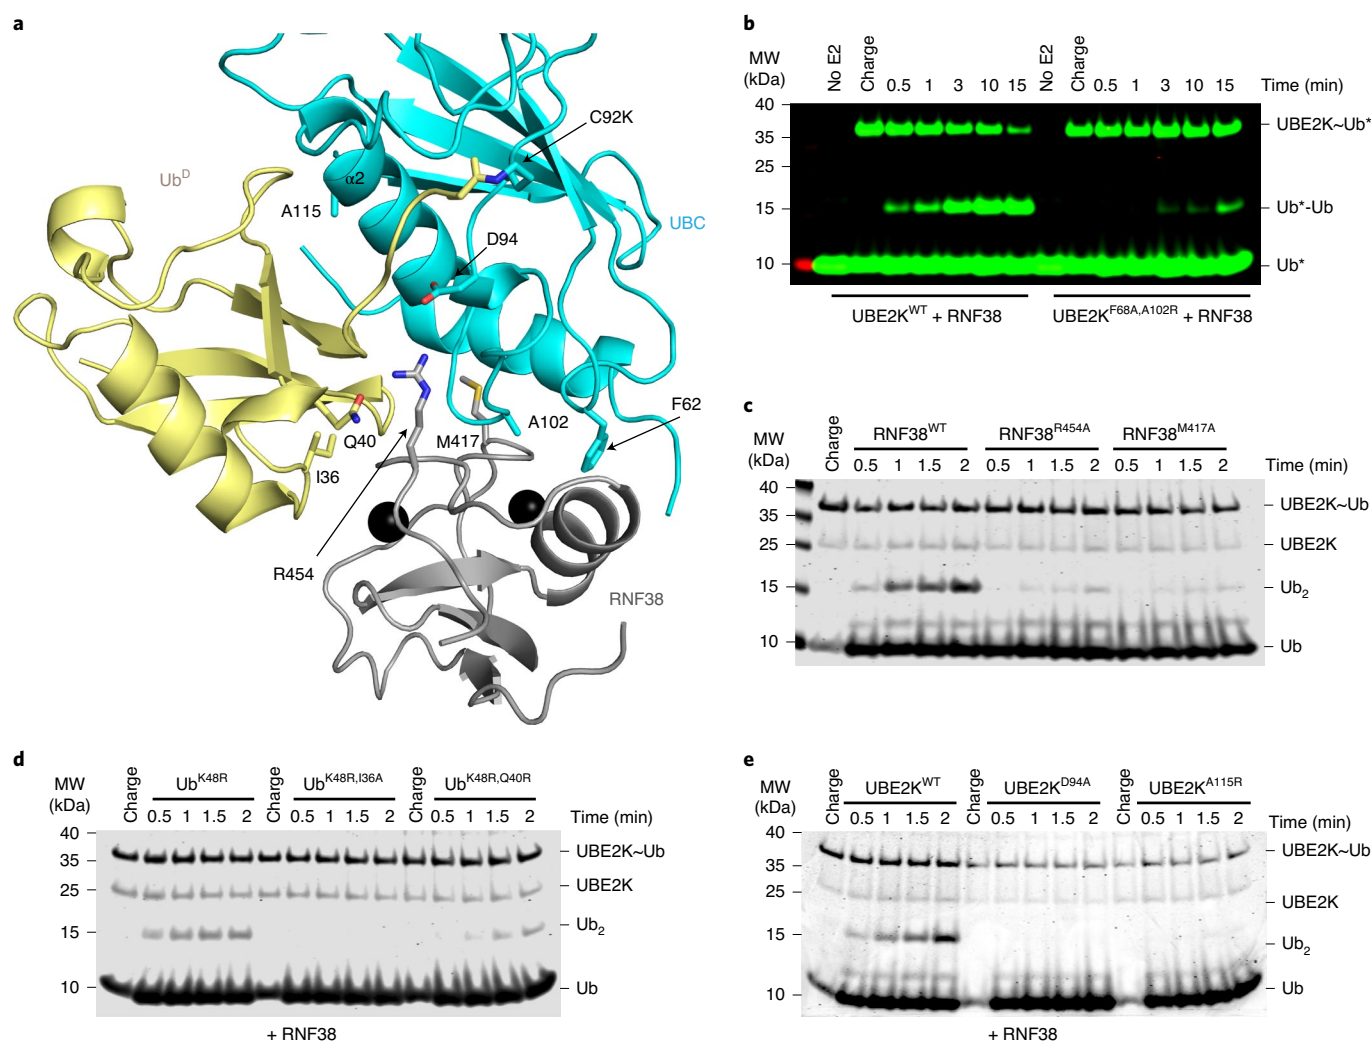 a
Ub^D
α2
A115
C92K
UBC
D94
Q40
I36
M417
A102
F62
R454
RNF38
b
MW
(kDa)
No E2
Charge
0.5 1 3 10 15
No E2
Charge
0.5 1 3 10 15
Time (min)
40
35
25
15
10
UBE2K~Ub*
Ub*-Ub
Ub*
UBE2K^WT + RNF38
UBE2K^F68A,A102R + RNF38
c
MW
(kDa)
Charge
RNF38^WT
RNF38^R454A
RNF38^M417A
0.5 1 1.5 2 0.5 1 1.5 2 0.5 1 1.5 2
Time (min)
40
35
25
15
10
UBE2K~Ub
UBE2K
Ub₂
Ub
d
MW
(kDa)
Charge
Ub^K48R
Charge
Ub^K48R,I36A
Charge
Ub^K48R,Q40R
0.5 1 1.5 2 0.5 1 1.5 2 0.5 1 1.5 2
Time (min)
40
35
25
15
10
UBE2K~Ub
UBE2K
Ub₂
Ub
+ RNF38
e
MW
(kDa)
Charge
UBE2K^WT
Charge
UBE2K^D94A
Charge
UBE2K^A115R
0.5 1 1.5 2 0.5 1 1.5 2 0.5 1 1.5 2
Time (min)
40
35
25
15
10
UBE2K~Ub
UBE2K
Ub₂
Ub
+ RNF38